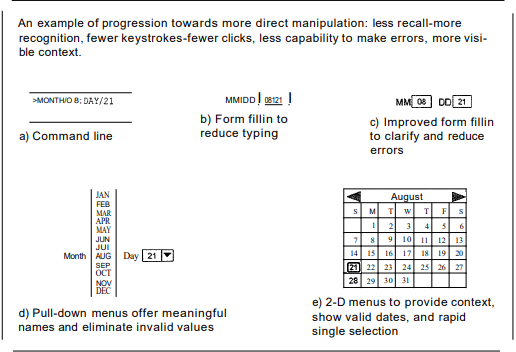 An example of progression towards more direct manipulation: less recall-more
recognition, fewer keystrokes-fewer clicks, less capability to make errors, more visi-
ble context.
>MONTH/O 8; DAY/21
a) Command line
MMIDD | 08121 |
b) Form fillin to
reduce typing
MM 08 DD 21
c) Improved form fillin
to clarify and reduce
errors
JAN
FEB
MAR
APR
MAY
JUN
JUI
Month AUG Day 21
SEP
OCT
NOV
DEC
d) Pull-down menus offer meaningful
names and eliminate invalid values
August
S M T W T F S
1 2 3 4 5 6
7 8 9 10 11 12 13
14 15 16 17 18 19 20
21 22 23 24 25 26 27
28 29 30 31
e) 2-D menus to provide context,
show valid dates, and rapid
single selection